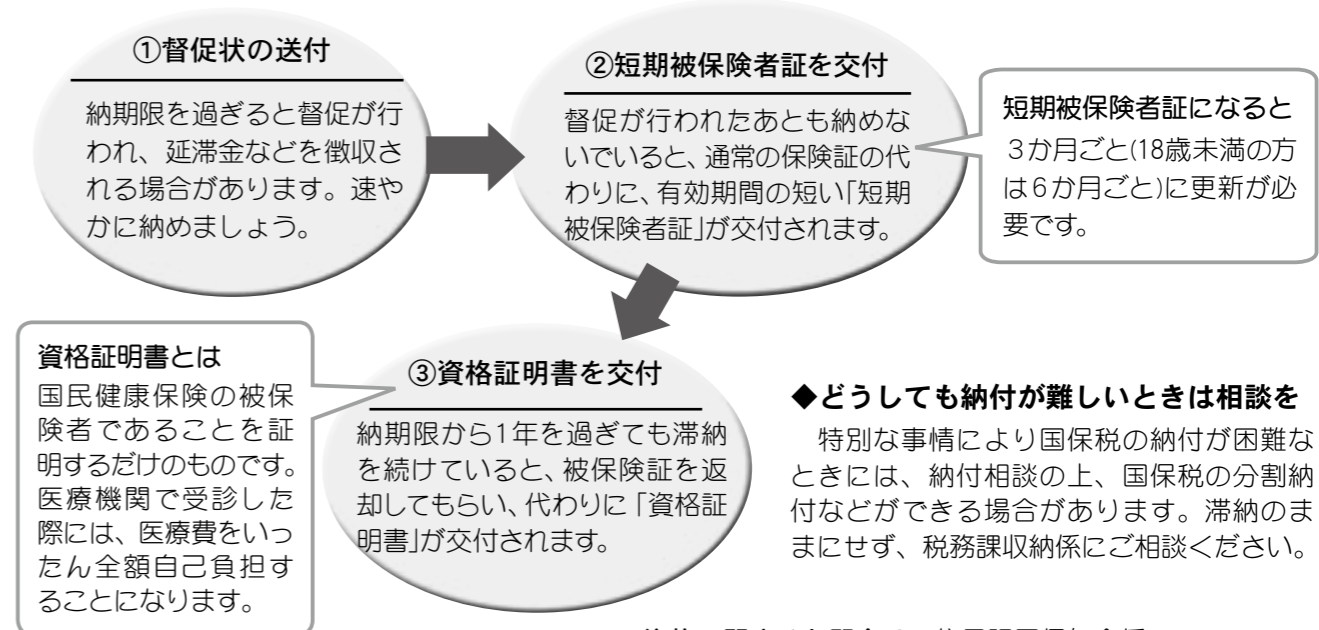 ①督促状の送付
納期限を過ぎると督促が行
われ、延滞金などを徴収さ
れる場合があります。速や
かに納めましょう。
②短期被保険者証を交付
督促が行われたあとも納めな
いでいると、通常の保険証の代
わりに、有効期間の短い「短期
被保険者証」が交付されます。
短期被保険者証になると
3か月ごと(18歳未満の方
は6か月ごと)に更新が必
要です。
③資格証明書を交付
納期限から1年を過ぎても滞納
を続けていると、被保険証を返
却してもらい、代わりに「資格証
明書」が交付されます。
資格証明書とは
国民健康保険の被保
険者であることを証
明するだけのものです。
医療機関で受診した
際には、医療費をいっ
たん全額自己負担す
ることになります。
◆どうしても納付が難しいときは相談を
特別な事情により国保税の納付が困難な
ときには、納付相談の上、国保税の分割納
付などができる場合があります。滞納のま
まにせず、税務課収納係にご相談ください。